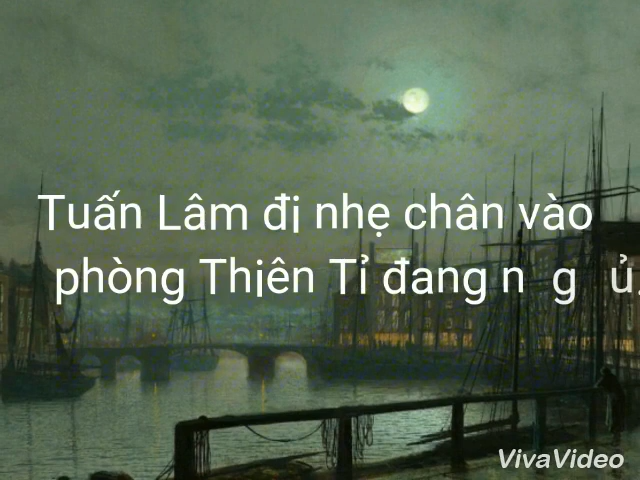 Tuấn Lâm đi nhẹ chân vào
phòng Thiên Tỉ đang n g ủ.
VivaVideo